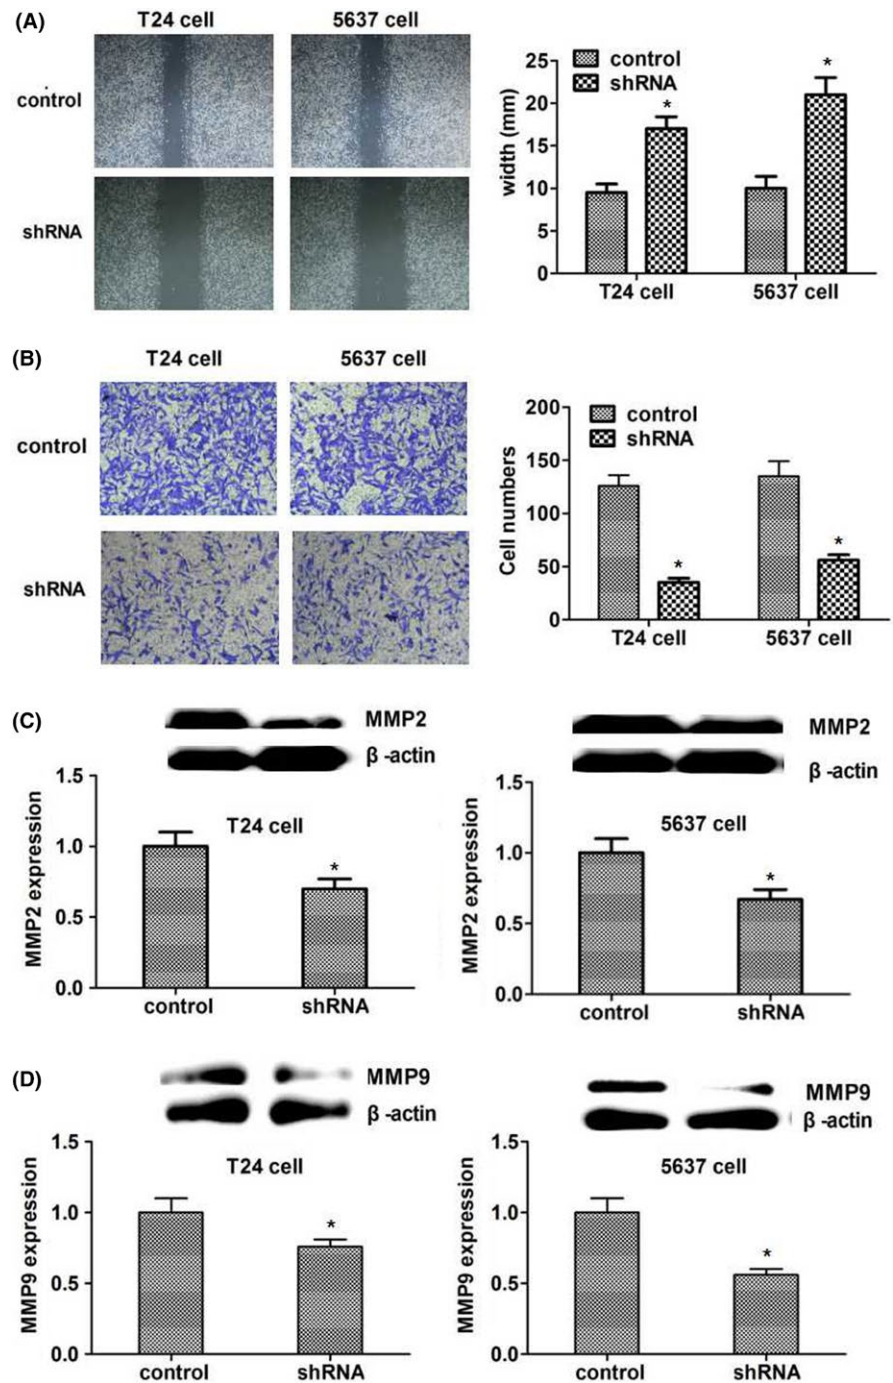 (A)
T24 cell
5637 cell
control
shRNA
control
shRNA
width (mm)
25
20
15
10
5
0
*
*
T24 cell
5637 cell
(B)
T24 cell
5637 cell
control
shRNA
control
shRNA
Cell numbers
200
150
100
50
0
*
*
T24 cell
5637 cell
(C)
MMP2
β -actin
T24 cell
MMP2 expression
1.5
1.0
0.5
0.0
*
control
shRNA
MMP2
β -actin
5637 cell
MMP2 expression
1.5
1.0
0.5
0.0
*
control
shRNA
(D)
MMP9
β -actin
T24 cell
MMP9 expression
1.5
1.0
0.5
0.0
*
control
shRNA
MMP9
β -actin
5637 cell
MMP9 expression
1.5
1.0
0.5
0.0
*
control
shRNA